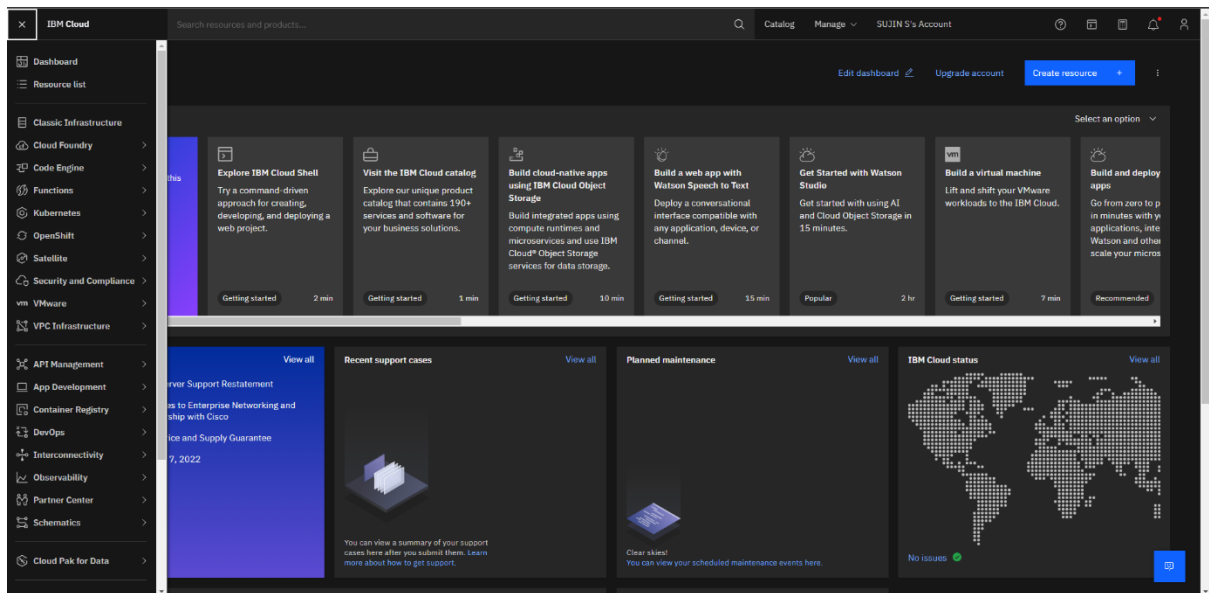 IBM Cloud
Search resources and products...
Catalog
Manage
SUJIN S's Account
Dashboard
Resource list
Classic Infrastructure
Cloud Foundry
Code Engine
Functions
Kubernetes
OpenShift
Satellite
Security and Compliance
vm VMware
VPC Infrastructure
API Management
App Development
Container Registry
DevOps
Interconnectivity
Observability
Partner Center
Schematics
Cloud Pak for Data
Edit dashboard
Upgrade account
Create resource +
Select an option
this
Explore IBM Cloud Shell
Try a command-driven
approach for creating,
developing, and deploying a
web project.
Getting started 2 min
Visit the IBM Cloud catalog
Explore our unique product
catalog that contains 190+
services and software for
your business solutions.
Getting started 1 min
Build cloud-native apps
using IBM Cloud Object
Storage
Build integrated apps using
compute runtimes and
microservices and use IBM
Cloud® Object Storage
services for data storage.
Getting started 10 min
Build a web app with
Watson Speech to Text
Deploy a conversational
interface compatible with
any application, device, or
channel.
Getting started 15 min
Get Started with Watson
Studio
Get started with using AI
and Cloud Object Storage in
15 minutes.
Popular 2 hr
vm
Build a virtual machine
Lift and shift your VMware
workloads to the IBM Cloud.
Getting started 7 min
Build and deploy
apps
Go from zero to p
in minutes with y
applications, inte
Watson and other
scale your micros
Recommended
View all
rver Support Restatement
es to Enterprise Networking and
ship with Cisco
ice and Supply Guarantee
7, 2022
Recent support cases View all
You can view a summary of your support
cases here after you submit them. Learn
more about how to get support.
Planned maintenance View all
Clear skies!
You can view your scheduled maintenance events here.
IBM Cloud status View all
No issues